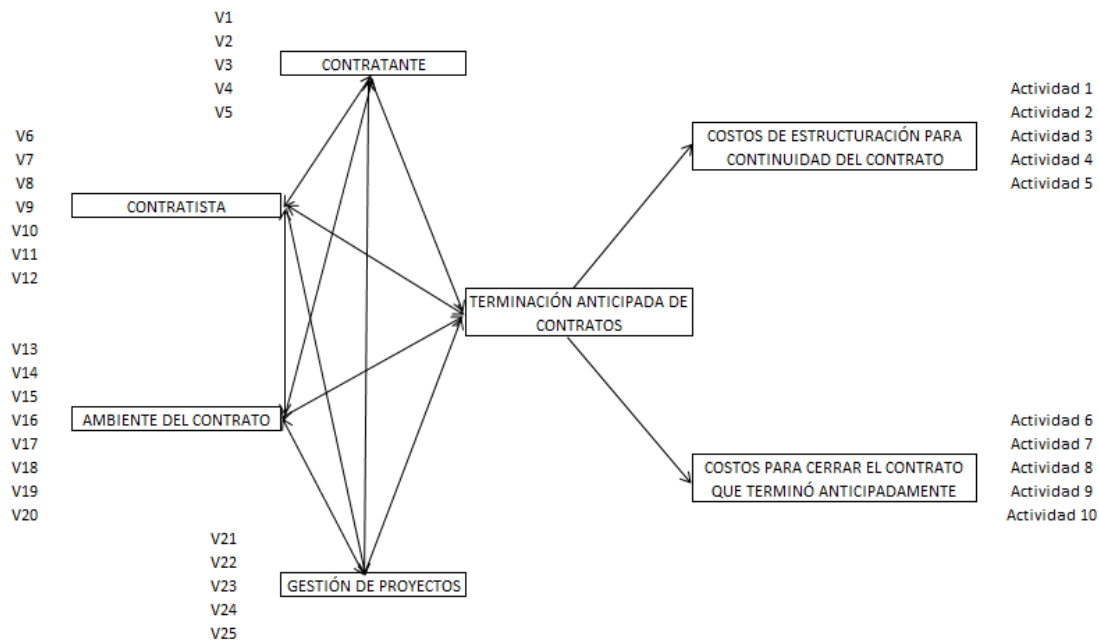 V1
V2
V3
V4
V5
CONTRATANTE
V6
V7
V8
V9
V10
V11
V12
CONTRATISTA
V13
V14
V15
V16
V17
V18
V19
V20
AMBIENTE DEL CONTRATO
V21
V22
V23
V24
V25
GESTIÓN DE PROYECTOS
TERMINACIÓN ANTICIPADA DE
CONTRATOS
COSTOS DE ESTRUCTURACIÓN PARA
CONTINUIDAD DEL CONTRATO
Actividad 1
Actividad 2
Actividad 3
Actividad 4
Actividad 5
COSTOS PARA CERRAR EL CONTRATO
QUE TERMINÓ ANTICIPADAMENTE
Actividad 6
Actividad 7
Actividad 8
Actividad 9
Actividad 10